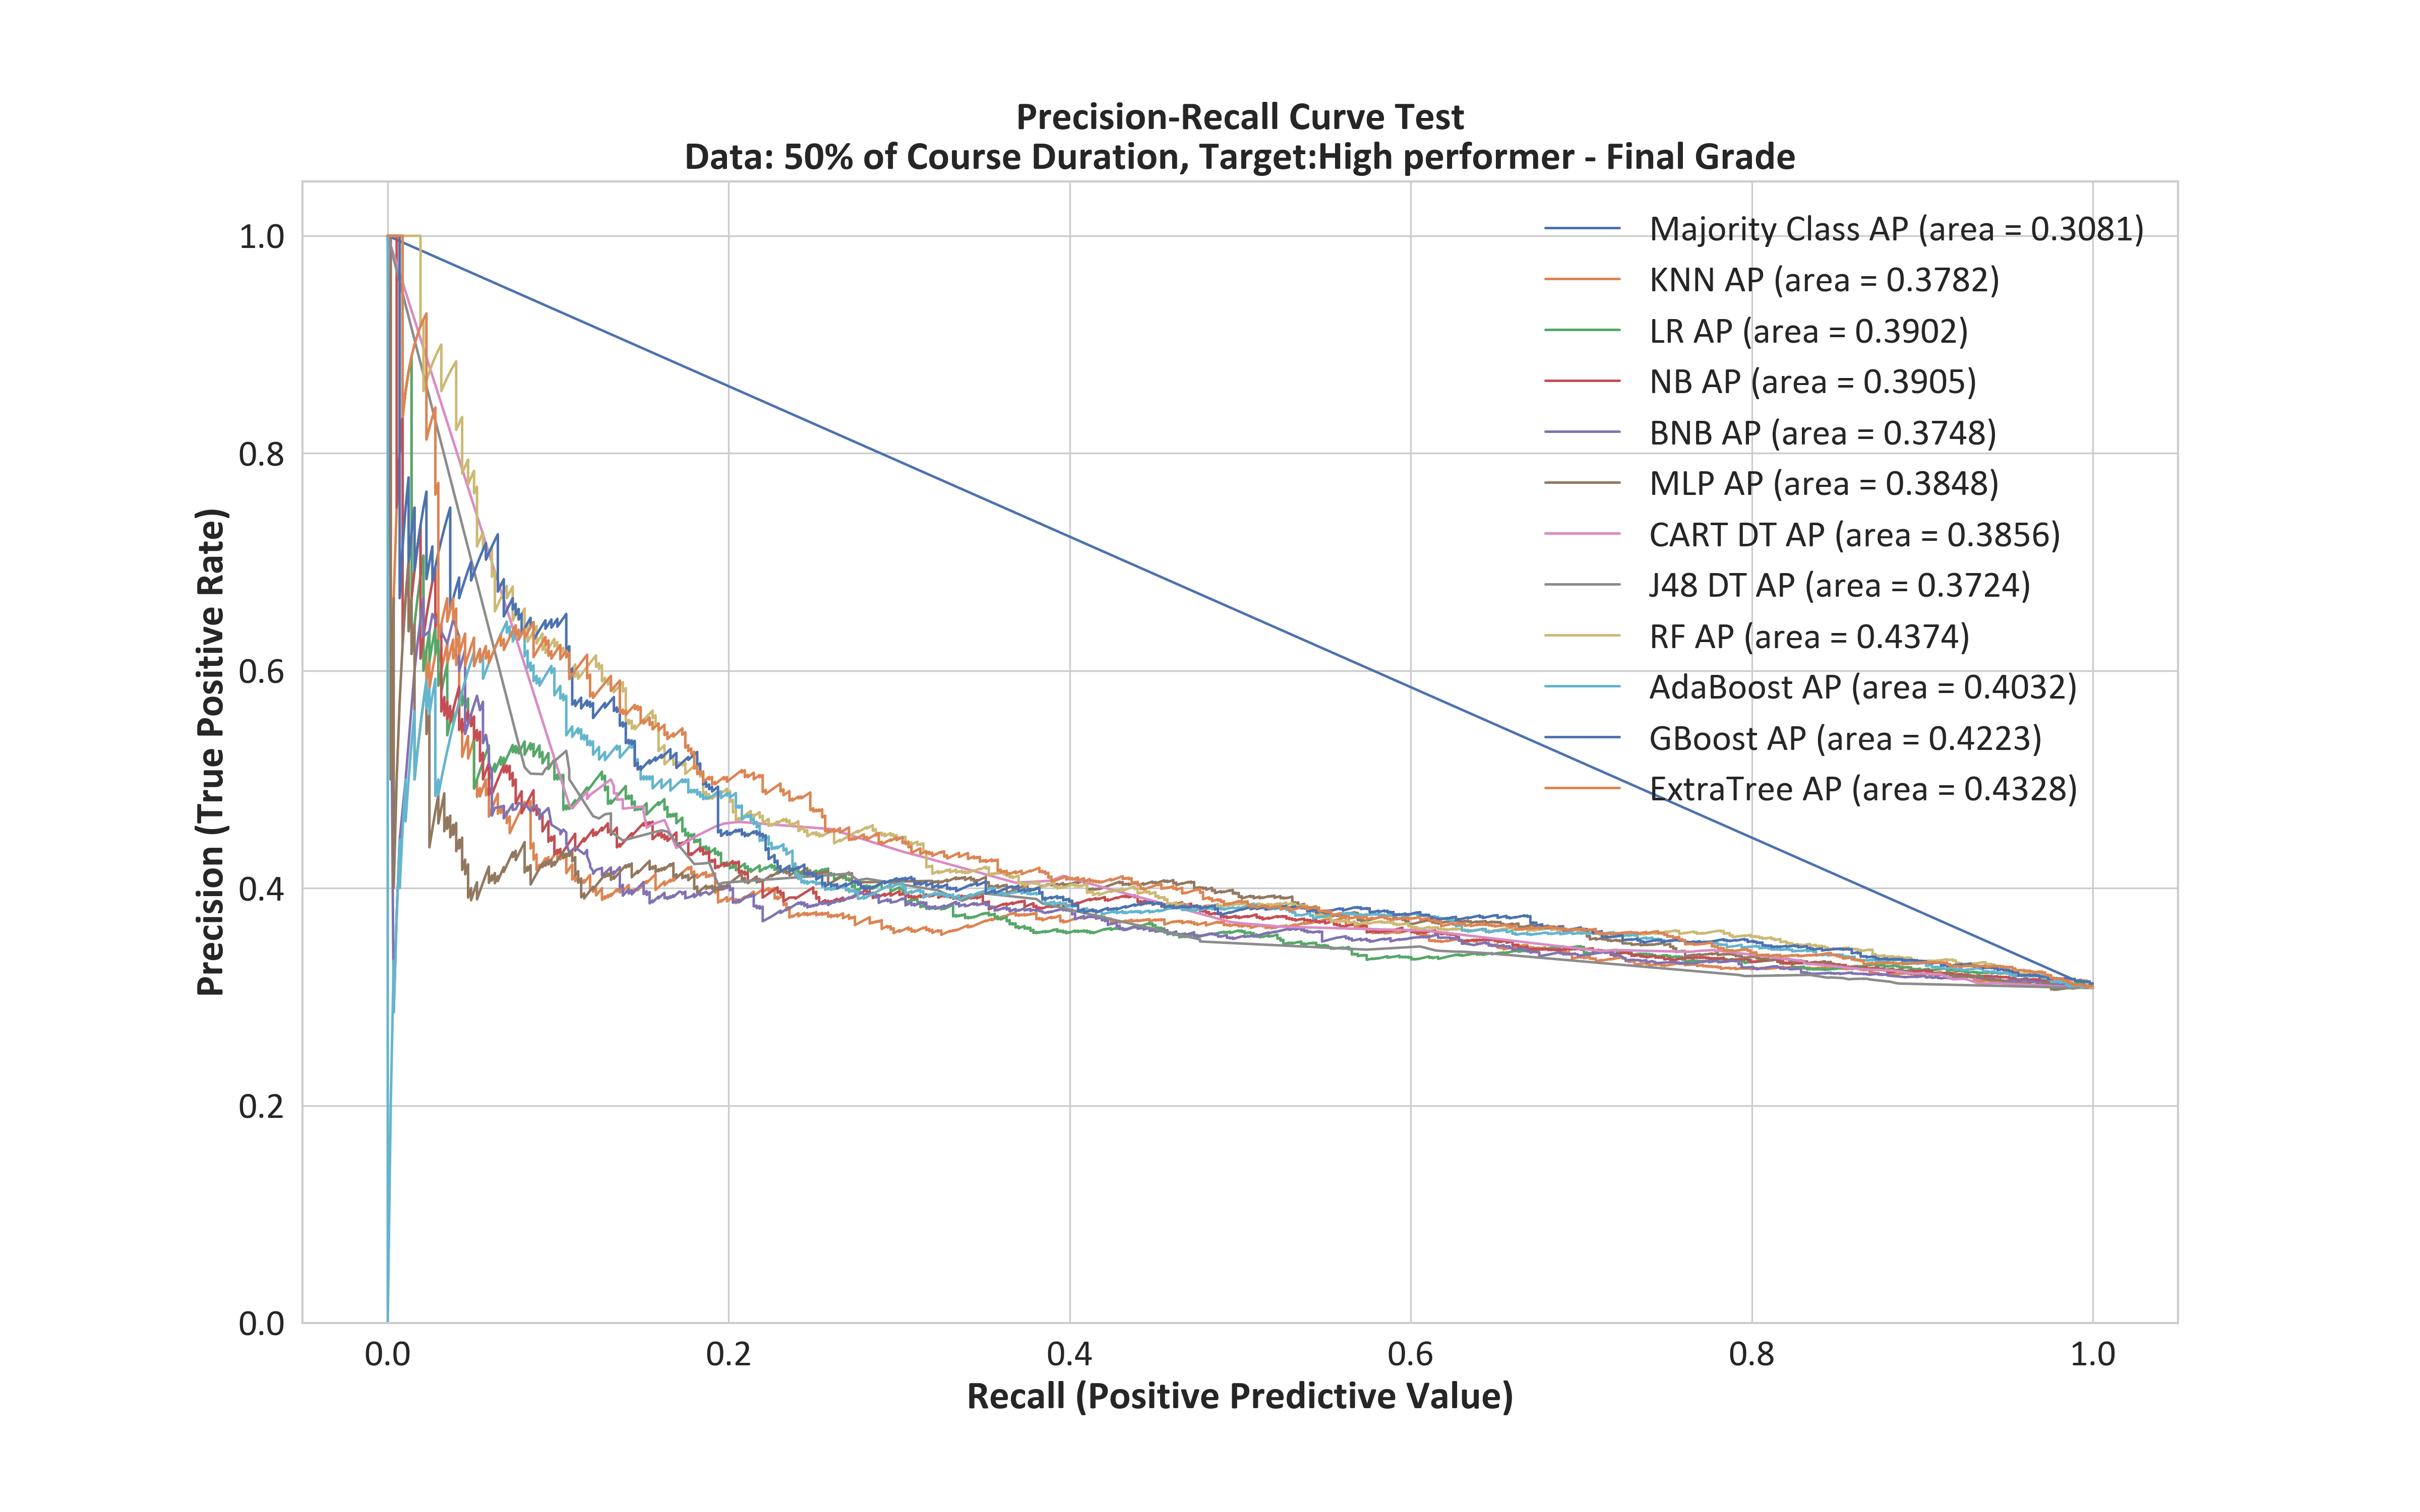 Precision-Recall Curve Test
Data: 50% of Course Duration, Target:High performer - Final Grade
Majority Class AP (area = 0.3081)
KNN AP (area = 0.3782)
LR AP (area = 0.3902)
NB AP (area = 0.3905)
BNB AP (area = 0.3748)
MLP AP (area = 0.3848)
CART DT AP (area = 0.3856)
J48 DT AP (area = 0.3724)
RF AP (area = 0.4374)
AdaBoost AP (area = 0.4032)
GBoost AP (area = 0.4223)
ExtraTree AP (area = 0.4328)
Precision (True Positive Rate)
1.0
0.8
0.6
0.4
0.2
0.0
0.0 0.2 0.4 0.6 0.8 1.0
Recall (Positive Predictive Value)